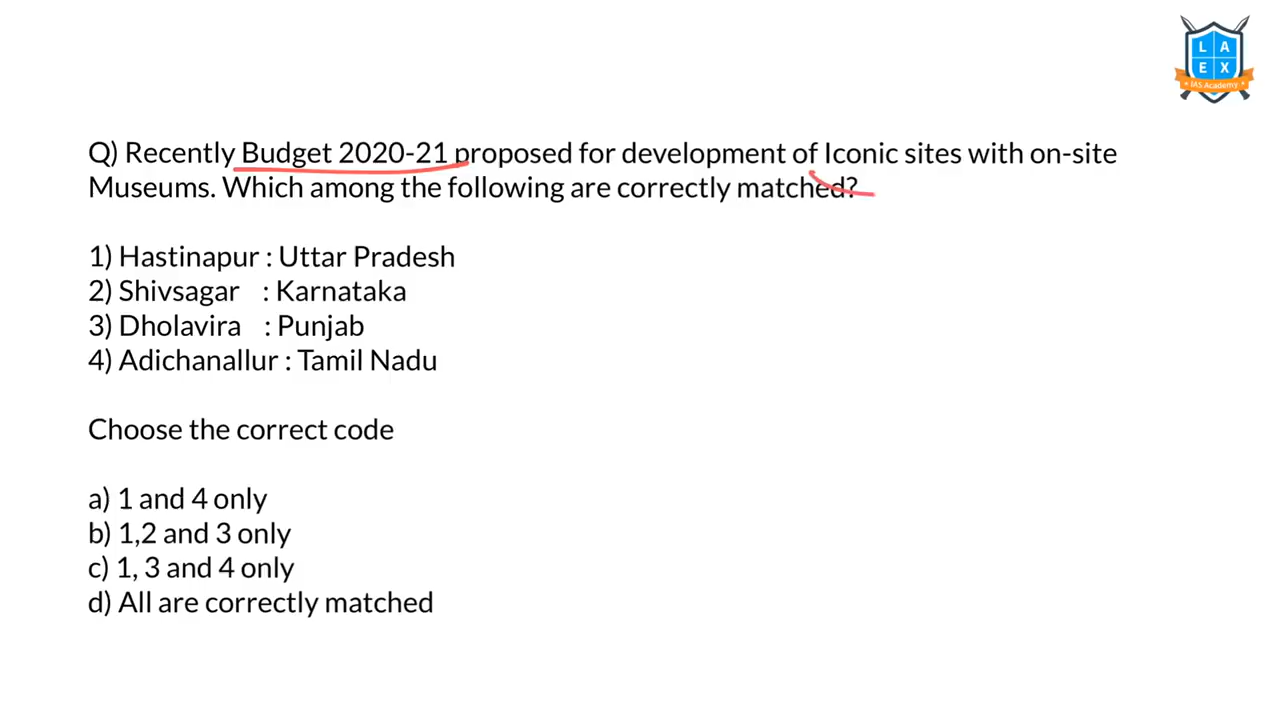 L A
E X
IAS Academy
Q) Recently Budget 2020-21 proposed for development of Iconic sites with on-site
Museums. Which among the following are correctly matched?
1) Hastinapur : Uttar Pradesh
2) Shivsagar : Karnataka
3) Dholavira : Punjab
4) Adichanallur : Tamil Nadu
Choose the correct code
a) 1 and 4 only
b) 1,2 and 3 only
c) 1, 3 and 4 only
d) All are correctly matched